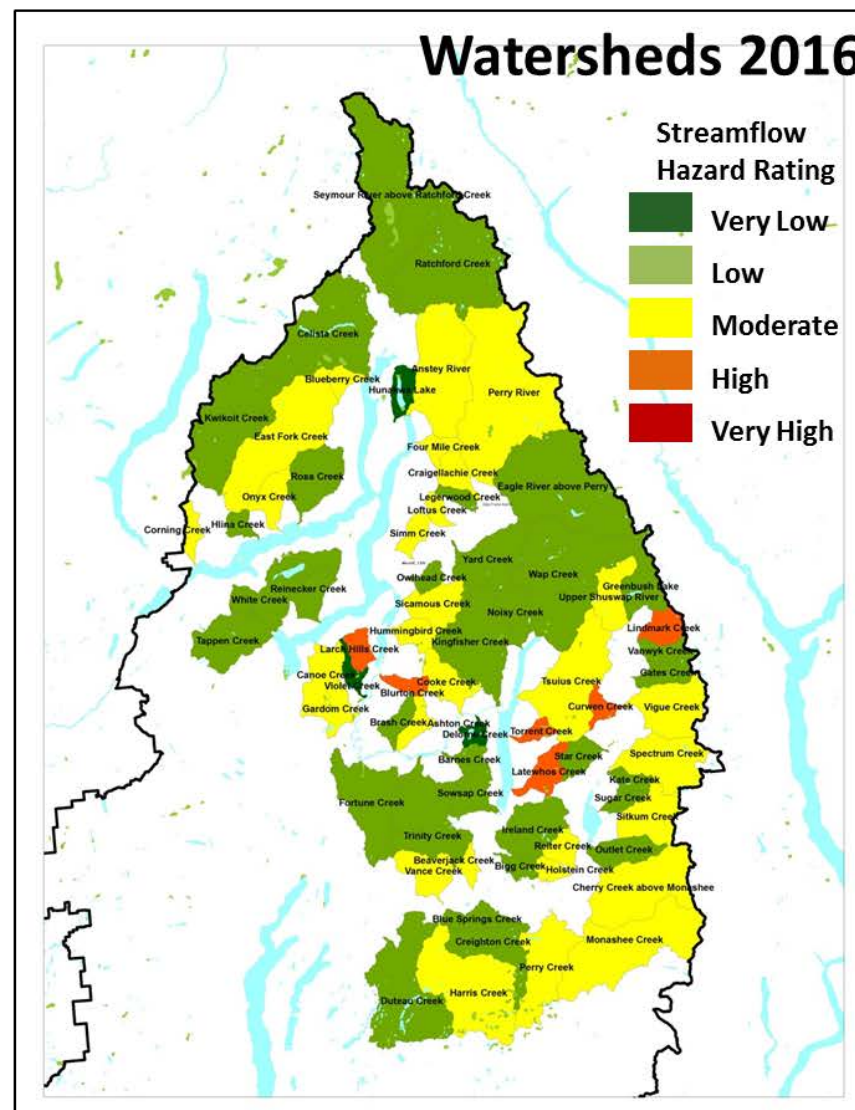 Watersheds 2016
Streamflow
Hazard Rating
Very Low
Low
Moderate
High
Very High
Seymour River above Ratchford Creek
Ratchford Creek
Celista Creek
Anstey River
Blueberry Creek
Hunakwa Lake
Perry River
Kwikoit Creek
East Fork Creek
Four Mile Creek
Craigellachie Creek
Ross Creek
Eagle River above Perry
Onyx Creek
Legerwood Creek
Loftus Creek
Corning Creek
Hlina Creek
Simm Creek
Yard Creek
Owlhead Creek
Wap Creek
Reinecker Creek
Greenbush Lake
White Creek
Upper Shuswap River
Sicamous Creek
Noisy Creek
Lindmark Creek
Hummingbird Creek
Tappen Creek
Kingfisher Creek
Larch Hills Creek
Vanwyk Creek
Canoe Creek
Cooke Creek
Tsuius Creek
Gates Creek
Violet Creek
Blurton Creek
Gardom Creek
Curwen Creek
Vigue Creek
Brash Creek
Ashton Creek
Delorme Creek
Torrent Creek
Barnes Creek
Star Creek
Spectrum Creek
Latewhos Creek
Kate Creek
Fortune Creek
Sowsap Creek
Sugar Creek
Sitkum Creek
Trinity Creek
Ireland Creek
Reiter Creek
Outlet Creek
Beaverjack Creek
Vance Creek
Bigg Creek
Holstein Creek
Cherry Creek above Monashee
Blue Springs Creek
Creighton Creek
Monashee Creek
Perry Creek
Harris Creek
Duteau Creek